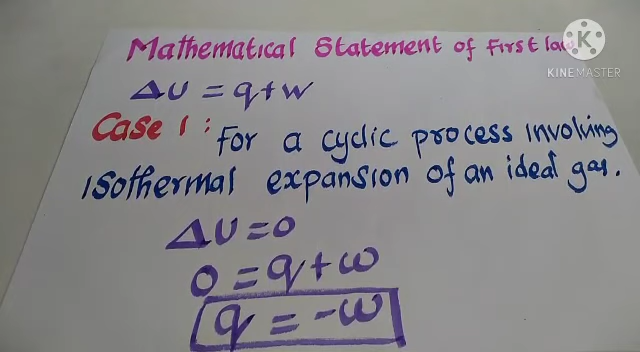 Mathematical Statement of First law
K
KINEMASTER
ΔU = q+w
Case 1 : For a cyclic process involving
isothermal expansion of an ideal gas.
ΔU=0
0 = q+w
q = -w